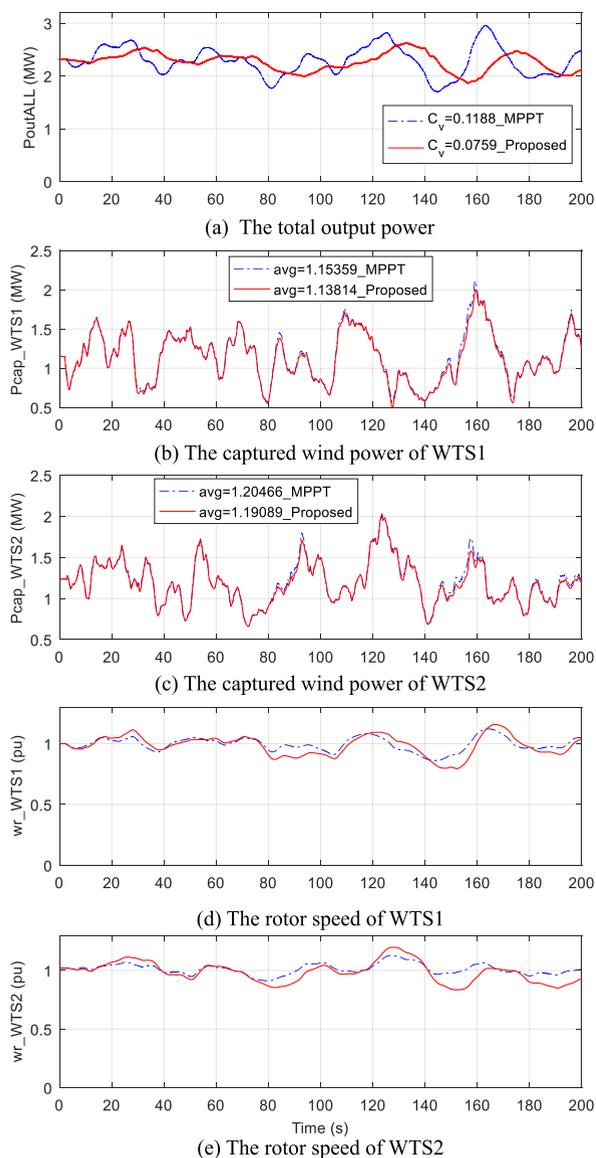 3
2
1
0
PoutALL (MW)
C_v=0.1188_MPPT
C_v=0.0759_Proposed
0 20 40 60 80 100 120 140 160 180 200
(a) The total output power
2.5
2
1.5
1
0.5
Pcap_WTS1 (MW)
avg=1.15359_MPPT
avg=1.13814_Proposed
0 20 40 60 80 100 120 140 160 180 200
(b) The captured wind power of WTS1
2.5
2
1.5
1
0.5
Pcap_WTS2 (MW)
avg=1.20466_MPPT
avg=1.19089_Proposed
0 20 40 60 80 100 120 140 160 180 200
(c) The captured wind power of WTS2
1
0.5
0
wr_WTS1 (pu)
0 20 40 60 80 100 120 140 160 180 200
(d) The rotor speed of WTS1
1
0.5
0
wr_WTS2 (pu)
0 20 40 60 80 100 120 140 160 180 200
Time (s)
(e) The rotor speed of WTS2